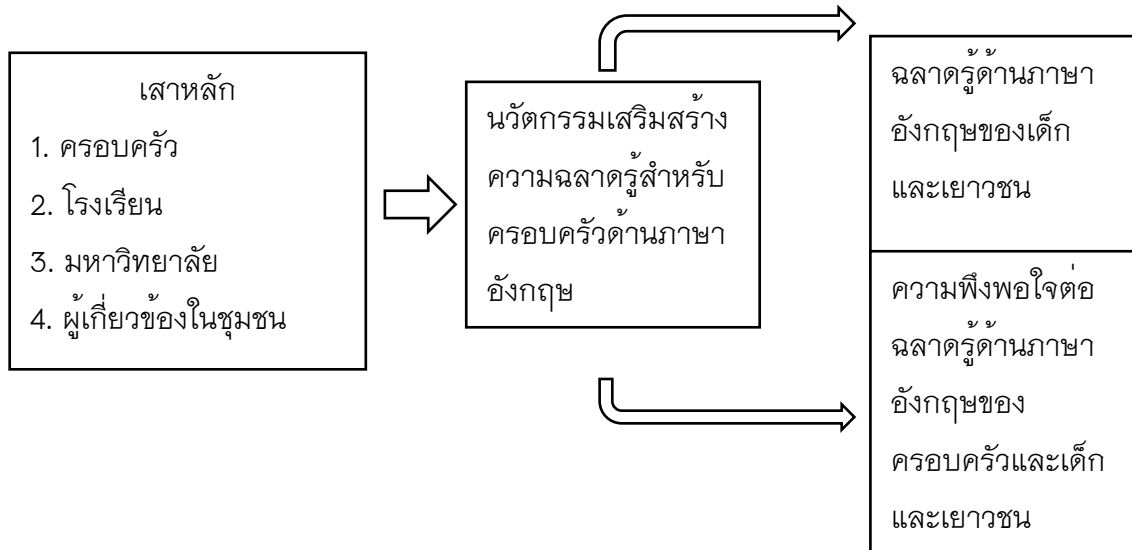 เสาหลัก
1. ครอบครัว
2. โรงเรียน
3. มหาวิทยาลัย
4. ผู้เกี่ยวข้องในชุมชน
นวัตกรรมเสริมสร้าง
ความฉลาดรู้สำหรับ
ครอบครัวด้านภาษา
อังกฤษ
ฉลาดรู้ด้านภาษา
อังกฤษของเด็ก
และเยาวชน
ความพึงพอใจต่อ
ฉลาดรู้ด้านภาษา
อังกฤษของ
ครอบครัวและเด็ก
และเยาวชน